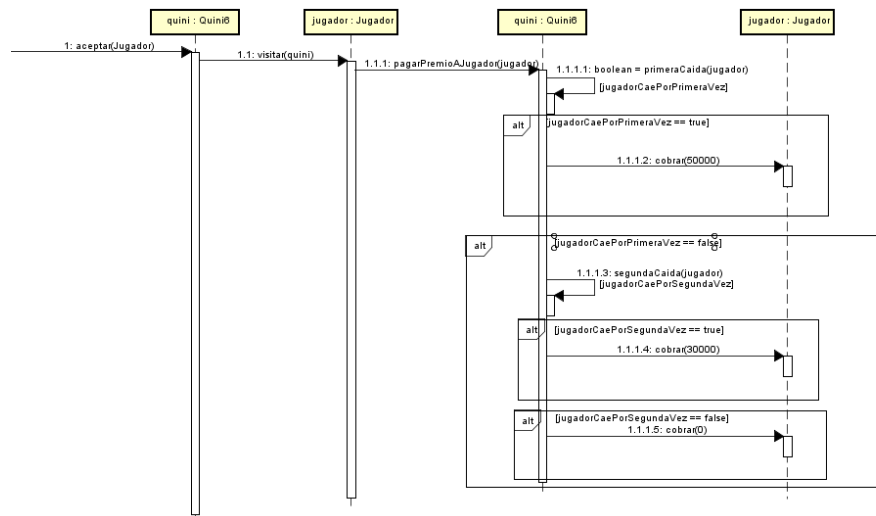 quini : Quini6
jugador : Jugador
quini : Quini6
jugador : Jugador
1: aceptar(Jugador)
1.1: visitar(quini)
1.1.1: pagarPremioAJugador(jugador)
1.1.1.1: boolean = primeraCaida(jugador)
[jugadorCaePorPrimeraVez]
alt
[jugadorCaePorPrimeraVez == true]
1.1.1.2: cobrar(50000)
alt
[jugadorCaePorPrimeraVez == false]
1.1.1.3: segundaCaida(jugador)
[jugadorCaePorSegundaVez]
alt
[jugadorCaePorSegundaVez == true]
1.1.1.4: cobrar(30000)
alt
[jugadorCaePorSegundaVez == false]
1.1.1.5: cobrar(0)